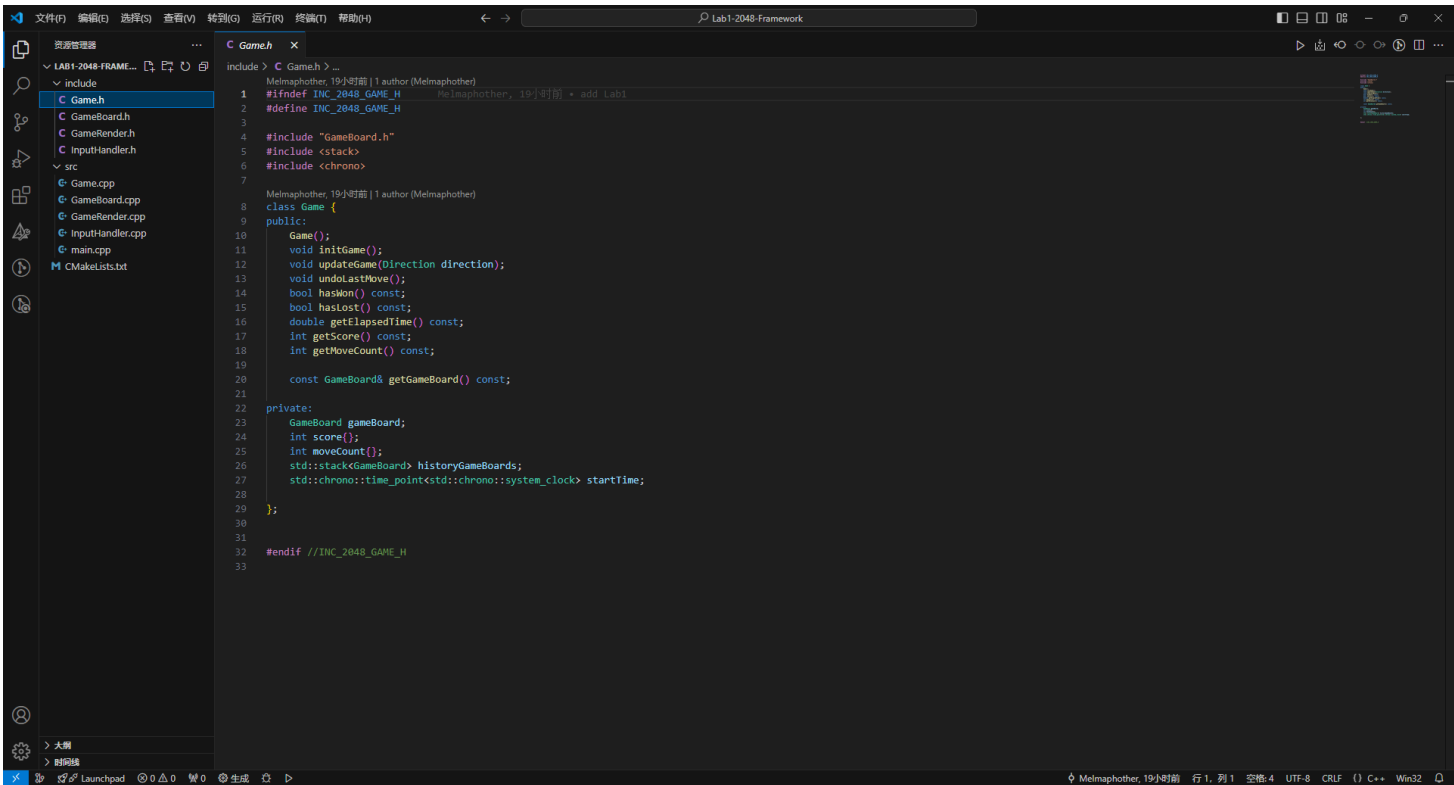 文件(F) 编辑(E) 选择(S) 查看(V) 转到(G) 运行(R) 终端(T) 帮助(H)
Lab1-2048-Framework
资源管理器
LAB1-2048-FRAME...
include
Game.h
GameBoard.h
GameRender.h
InputHandler.h
src
Game.cpp
GameBoard.cpp
GameRender.cpp
InputHandler.cpp
main.cpp
CMakeLists.txt
大纲
时间线
Game.h
include > Game.h > ...
Melmaphother, 19小时前 | 1 author (Melmaphother)
1 #ifndef INC_2048_GAME_H Melmaphother, 19小时前 • add Lab1
2 #define INC_2048_GAME_H
3
4 #include "GameBoard.h"
5 #include <stack>
6 #include <chrono>
7
Melmaphother, 19小时前 | 1 author (Melmaphother)
8 class Game {
9 public:
10     Game();
11     void initGame();
12     void updateGame(Direction direction);
13     void undoLastMove();
14     bool hasWon() const;
15     bool hasLost() const;
16     double getElapsedTime() const;
17     int getScore() const;
18     int getMoveCount() const;
19
20     const GameBoard& getGameBoard() const;
21
22 private:
23     GameBoard gameBoard;
24     int score{};
25     int moveCount{};
26     std::stack<GameBoard> historyGameBoards;
27     std::chrono::time_point<std::chrono::system_clock> startTime;
28
29 };
30
31
32 #endif //INC_2048_GAME_H
33
Launchpad 0 0 0 生成 Melmaphother, 19小时前 行 1, 列 1 空格: 4 UTF-8 CRLF {} C++ Win32